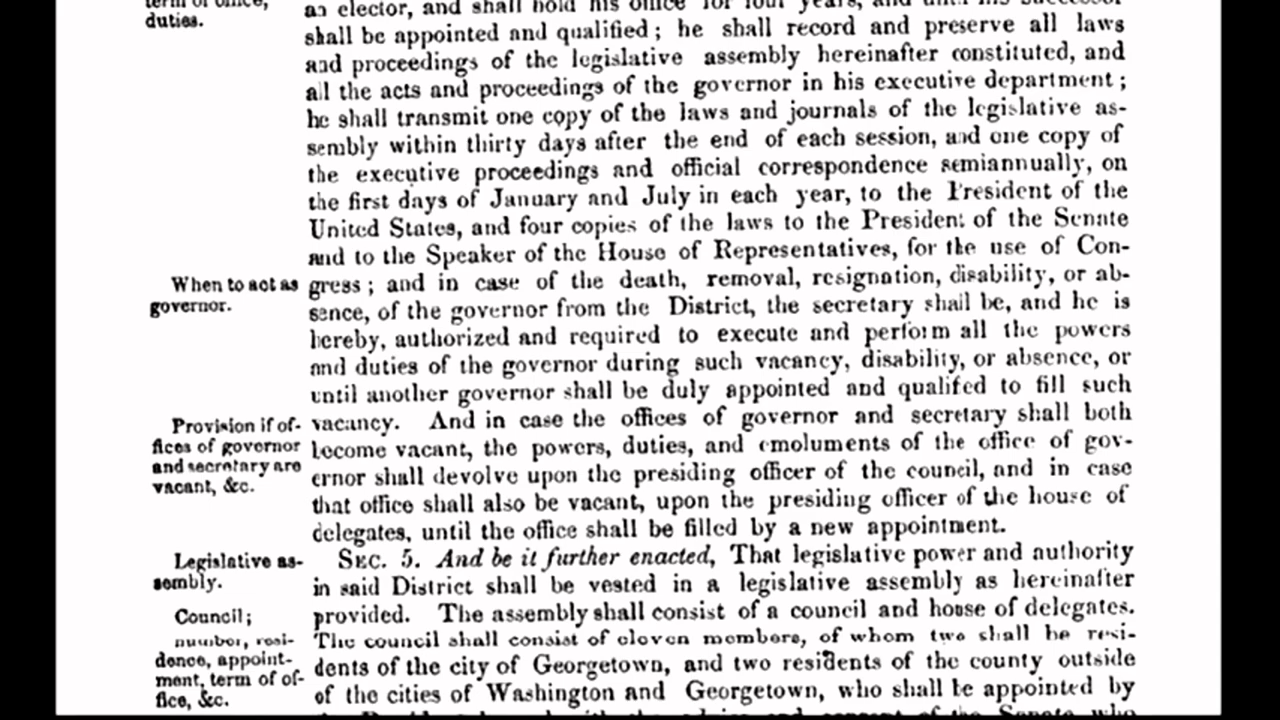 term of office,
duties.
an elector, and shall hold his office for four years, and until his successor
shall be appointed and qualified; he shall record and preserve all laws
and proceedings of the legislative assembly hereinafter constituted, and
all the acts and proceedings of the governor in his executive department;
he shall transmit one copy of the laws and journals of the legislative as-
sembly within thirty days after the end of each session, and one copy of
the executive proceedings and official correspondence semiannually, on
the first days of January and July in each year, to the President of the
United States, and four copies of the laws to the President of the Senate
and to the Speaker of the House of Representatives, for the use of Con-
When to act as
governor.
gress; and in case of the death, removal, resignation, disability, or ab-
sence, of the governor from the District, the secretary shall be, and he is
hereby, authorized and required to execute and perform all the powers
and duties of the governor during such vacancy, disability, or absence, or
until another governor shall be duly appointed and qualifed to fill such
Provision if of-
fices of governor
and secretary are
vacant, &c.
vacancy. And in case the offices of governor and secretary shall both
become vacant, the powers, duties, and emoluments of the office of gov-
ernor shall devolve upon the presiding officer of the council, and in case
that office shall also be vacant, upon the presiding officer of the house of
delegates, until the office shall be filled by a new appointment.
Legislative as-
sembly.
SEC. 5. And be it further enacted, That legislative power and authority
in said District shall be vested in a legislative assembly as hereinafter
Council;
number, resi-
dence, appoint-
ment, term of of-
fice, &c.
provided. The assembly shall consist of a council and house of delegates.
The council shall consist of eleven members, of whom two shall be resi-
dents of the city of Georgetown, and two residents of the county outside
of the cities of Washington and Georgetown, who shall be appointed by